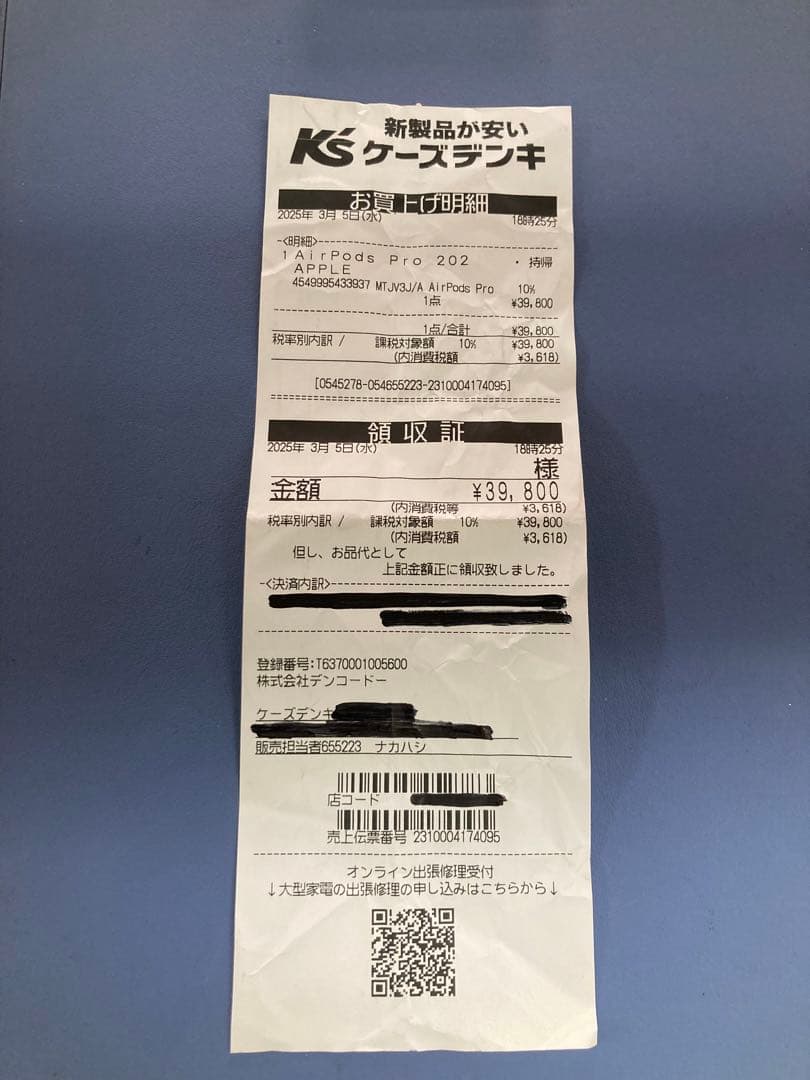 新製品が安い
K's ケーズデンキ
お買上げ明細
2025年 3月 5日(水) 18時25分
-<明細>
1 AirPods Pro 202 ・ 持帰
APPLE
4549995433937 MTJV3J/A AirPods Pro 10%
1点 ¥39,800
1点/合計 ¥39,800
税率別内訳 / 課税対象額 10% ¥39,800
(内消費税額 ¥3,618)
[0545278-054655223-2310004174095]
領収証
2025年 3月 5日(水) 18時25分
様
金額 ¥39,800
(内消費税等 ¥3,618)
税率別内訳 / 課税対象額 10% ¥39,800
(内消費税額 ¥3,618)
但し、お品代として
上記金額正に領収致しました。
-<決済内訳>
登録番号:T6370001005600
株式会社デンコードー
ケーズデンキ
販売担当者655223 ナカハシ
店コード
売上伝票番号 2310004174095
オンライン出張修理受付
↓大型家電の出張修理の申し込みはこちらから↓